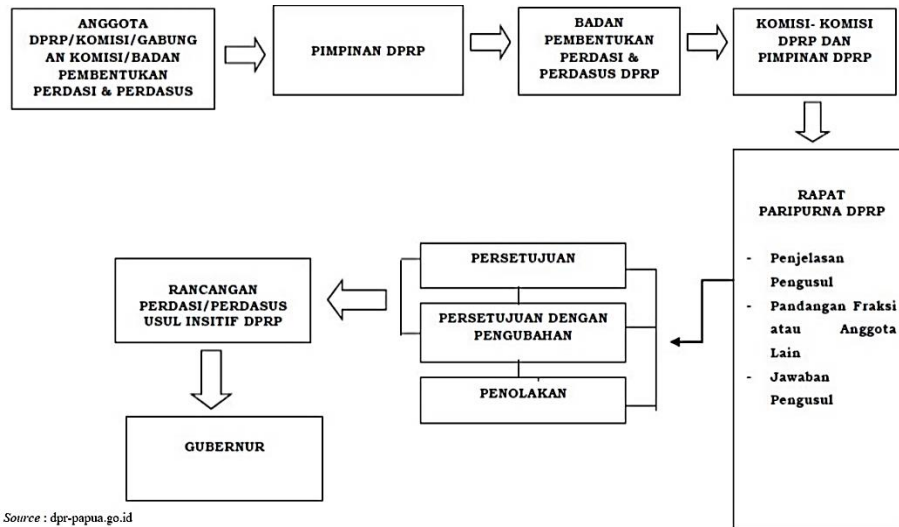 ANGGOTA
DPRP/KOMISI/GABUNG
AN KOMISI/BADAN
PEMBENTUKAN
PERDASI & PERDASUS
PIMPINAN DPRP
BADAN
PEMBENTUKAN
PERDASI &
PERDASUS DPRP
KOMISI- KOMISI
DPRP DAN
PIMPINAN DPRP
RAPAT
PARIPURNA DPRP
- Penjelasan
Pengusul
- Pandangan Fraksi
atau Anggota
Lain
- Jawaban
Pengusul
PERSETUJUAN
PERSETUJUAN DENGAN
PENGUBAHAN
PENOLAKAN
RANCANGAN
PERDASI/PERDASUS
USUL INSITIF DPRP
GUBERNUR
Source : dpr-papua.go.id